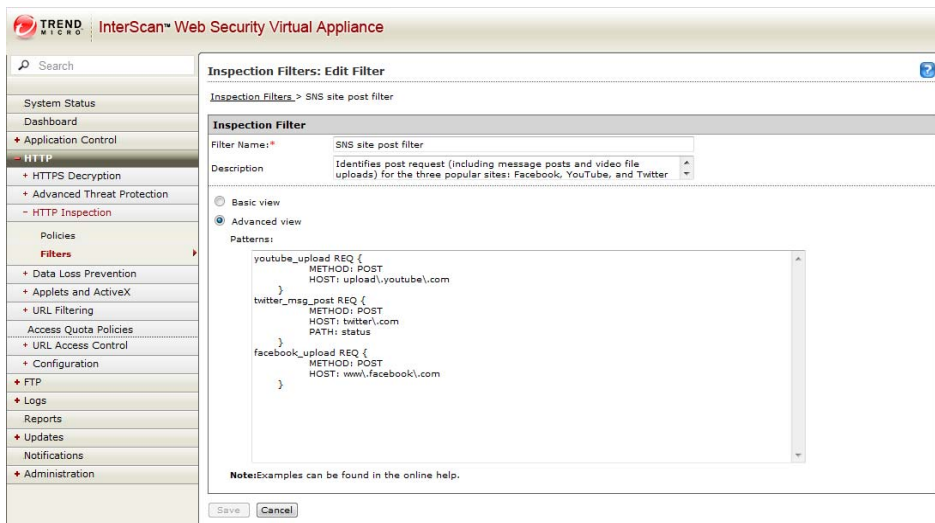 TREND MICRO InterScan™ Web Security Virtual Appliance
Search
System Status
Dashboard
+ Application Control
- HTTP
+ HTTPS Decryption
+ Advanced Threat Protection
- HTTP Inspection
Policies
Filters
+ Data Loss Prevention
+ Applets and ActiveX
+ URL Filtering
Access Quota Policies
+ URL Access Control
+ Configuration
+ FTP
+ Logs
Reports
+ Updates
Notifications
+ Administration
Inspection Filters: Edit Filter
?
Inspection Filters > SNS site post filter
Inspection Filter
Filter Name:* SNS site post filter
Description Identifies post request (including message posts and video file
uploads) for the three popular sites: Facebook, YouTube, and Twitter
Basic view
Advanced view
Patterns:
youtube_upload REQ {
METHOD: POST
HOST: upload\.youtube\.com
}
twitter_msg_post REQ {
METHOD: POST
HOST: twitter\.com
PATH: status
}
facebook_upload REQ {
METHOD: POST
HOST: www\.facebook\.com
}
Note:Examples can be found in the online help.
Save Cancel